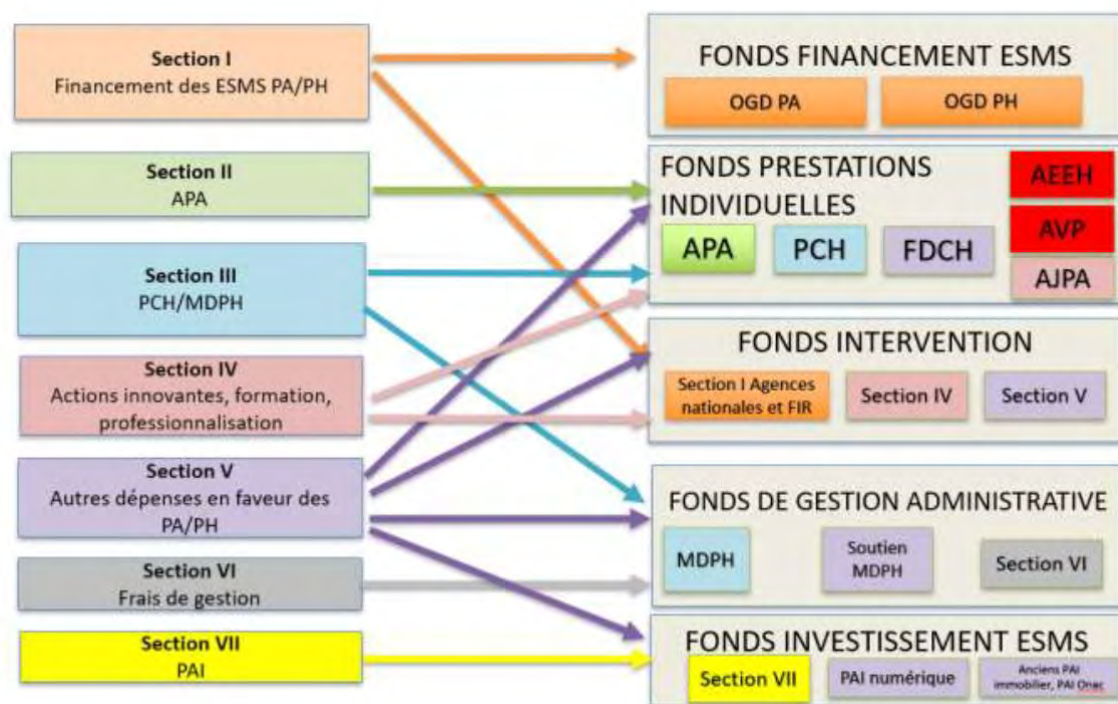 Section I
Financement des ESMS PA/PH
Section II
APA
Section III
PCH/MDPH
Section IV
Actions innovantes, formation,
professionnalisation
Section V
Autres dépenses en faveur des
PA/PH
Section VI
Frais de gestion
Section VII
PAI
FONDS FINANCEMENT ESMS
OGD PA
OGD PH
FONDS PRESTATIONS
INDIVIDUELLES
APA
PCH
FDCH
AEEH
AVP
AJPA
FONDS INTERVENTION
Section I Agences
nationales et FIR
Section IV
Section V
FONDS DE GESTION ADMINISTRATIVE
MDPH
Soutien
MDPH
Section VI
FONDS INVESTISSEMENT ESMS
Section VII
PAI numérique
Anciens PAI
immobilier, PAI Onac